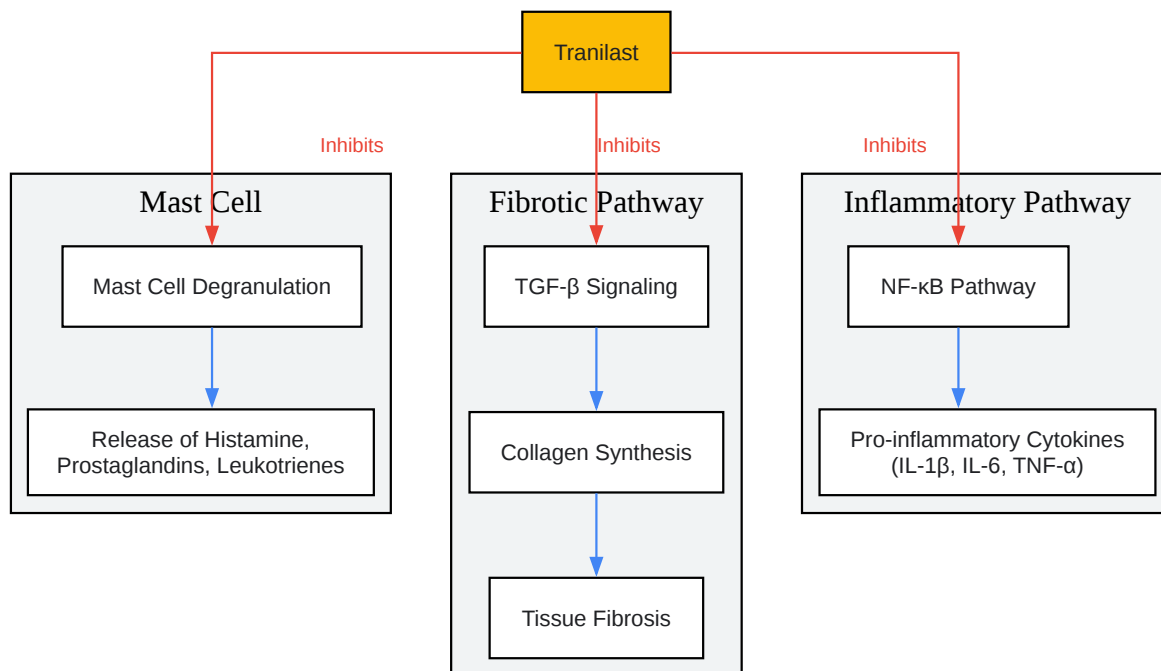 Tranilast
Inhibits
Inhibits
Inhibits
Mast Cell
Fibrotic Pathway
Inflammatory Pathway
Mast Cell Degranulation
TGF-β Signaling
NF-κB Pathway
Release of Histamine,
Prostaglandins, Leukotrienes
Collagen Synthesis
Pro-inflammatory Cytokines
(IL-1β, IL-6, TNF-α)
Tissue Fibrosis